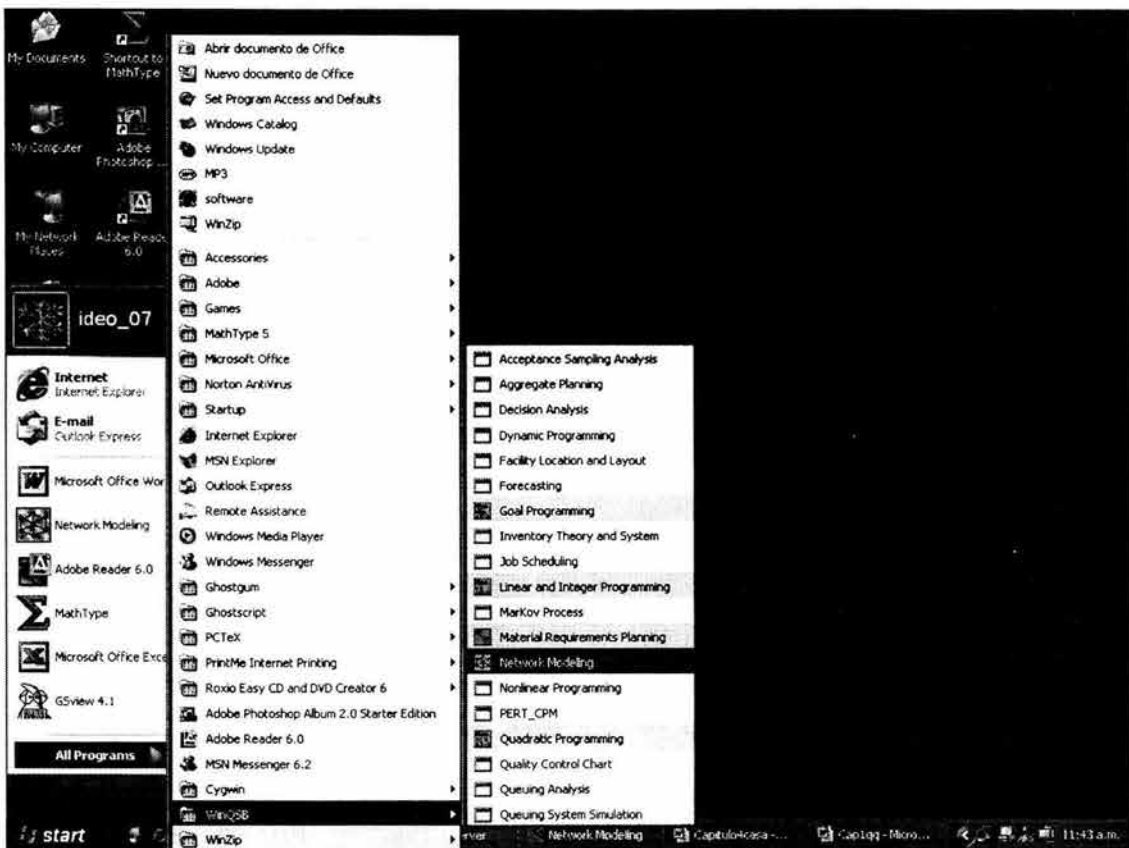 My Documents
Shortcut to
MathType
My Computer
Adobe
Photoshop ...
My Network
Places
Adobe Reade
6.0
ideo_07
Internet
Internet Explorer
E-mail
Outlook Express
Microsoft Office Wor
Network Modeling
Adobe Reader 6.0
MathType
Microsoft Office Exce
GSview 4.1
All Programs
Abrir documento de Office
Nuevo documento de Office
Set Program Access and Defaults
Windows Catalog
Windows Update
MP3
software
WinZip
Accessories
Adobe
Games
MathType 5
Microsoft Office
Norton AntiVirus
Startup
Internet Explorer
MSN Explorer
Outlook Express
Remote Assistance
Windows Media Player
Windows Messenger
Ghostgum
Ghostscript
PCTeX
PrintMe Internet Printing
Roxio Easy CD and DVD Creator 6
Adobe Photoshop Album 2.0 Starter Edition
Adobe Reader 6.0
MSN Messenger 6.2
Cygwin
WinQSB
WinZip
Acceptance Sampling Analysis
Aggregate Planning
Decision Analysis
Dynamic Programming
Facility Location and Layout
Forecasting
Goal Programming
Inventory Theory and System
Job Scheduling
Linear and Integer Programming
MarKov Process
Material Requirements Planning
Network Modeling
Nonlinear Programming
PERT_CPM
Quadratic Programming
Quality Control Chart
Queuing Analysis
Queuing System Simulation
start
Network Modeling
Capitulo4casa - ...
Cap1qq - Micro...
11:43 a.m.